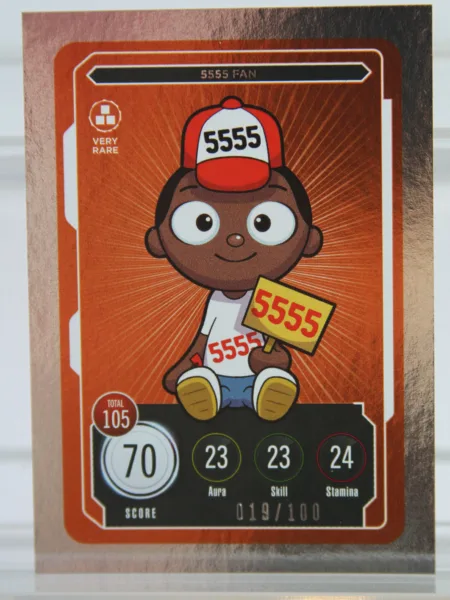 5555 FAN
VERY
RARE
5555
5555
5555
TOTAL
105
70
23
23
24
Aura
Skill
Stamina
SCORE
019/100